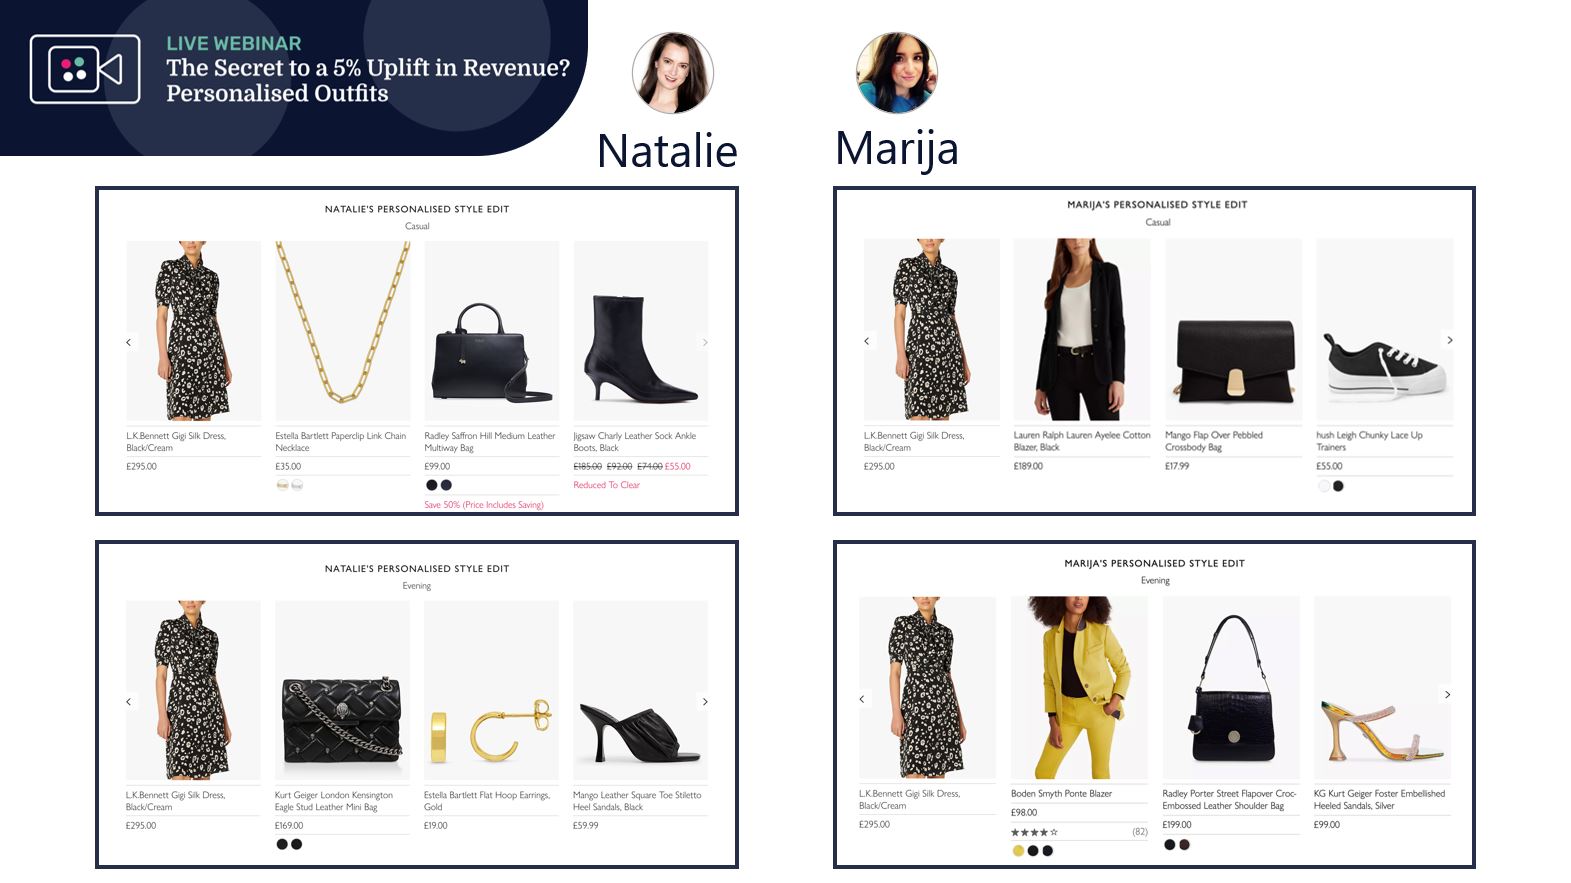 LIVE WEBINAR
The Secret to a 5% Uplift in Revenue?
Personalised Outfits
Natalie
Marija
NATALIE'S PERSONALISED STYLE EDIT
Casual
L.K.Bennett Gigi Silk Dress,
Black/Cream
£295.00
Estella Bartlett Paperclip Link Chain
Necklace
£35.00
Radley Saffron Hill Medium Leather
Multiway Bag
£99.00
Save 50% (Price Includes Saving)
Jigsaw Charly Leather Sock Ankle
Boots, Black
£185.00 £92.00 £74.00 £55.00
Reduced To Clear
MARIJA'S PERSONALISED STYLE EDIT
Casual
L.K.Bennett Gigi Silk Dress,
Black/Cream
£295.00
Lauren Ralph Lauren Ayelee Cotton
Blazer, Black
£189.00
Mango Flap Over Pebbled
Crossbody Bag
£17.99
hush Leigh Chunky Lace Up
Trainers
£55.00
NATALIE'S PERSONALISED STYLE EDIT
Evening
L.K.Bennett Gigi Silk Dress,
Black/Cream
£295.00
Kurt Geiger London Kensington
Eagle Stud Leather Mini Bag
£169.00
Estella Bartlett Flat Hoop Earrings,
Gold
£19.00
Mango Leather Square Toe Stiletto
Heel Sandals, Black
£59.99
MARIJA'S PERSONALISED STYLE EDIT
Evening
L.K.Bennett Gigi Silk Dress,
Black/Cream
£295.00
Boden Smyth Ponte Blazer
£98.00
(82)
Radley Porter Street Flapover Croc-
Embossed Leather Shoulder Bag
£199.00
KG Kurt Geiger Foster Embellished
Heeled Sandals, Silver
£99.00